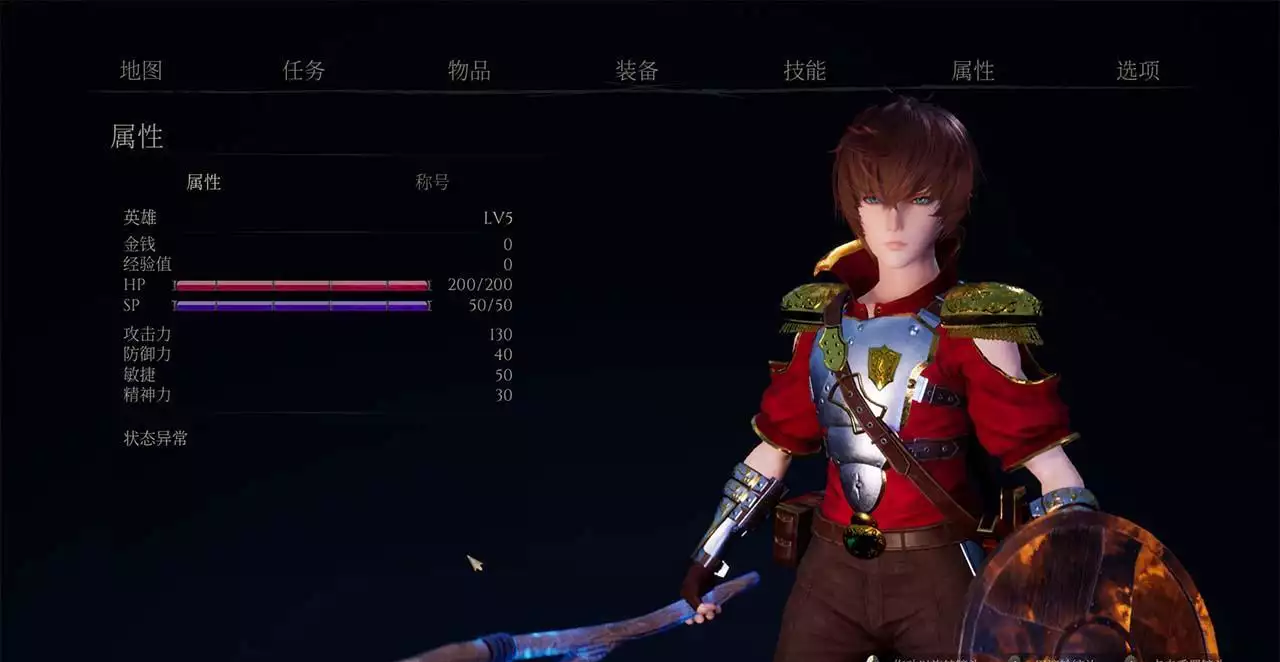 地图 任务 物品 装备 技能 属性 选项
属性
属性 称号
英雄 LV5
金钱 0
经验值 0
HP 200/200
SP 50/50
攻击力 130
防御力 40
敏捷 50
精神力 30
状态异常